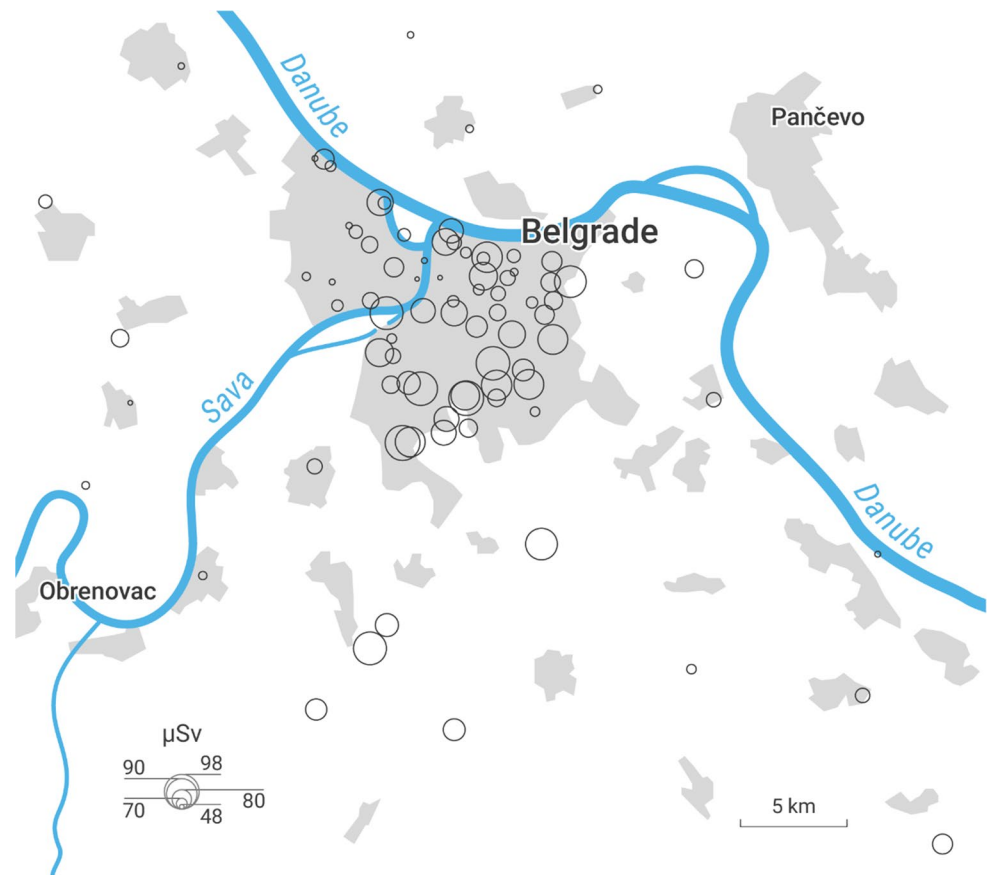 Danube
Pančevo
Belgrade
Sava
Danube
Obrenovac
µSv
90
98
80
70
48
5 km